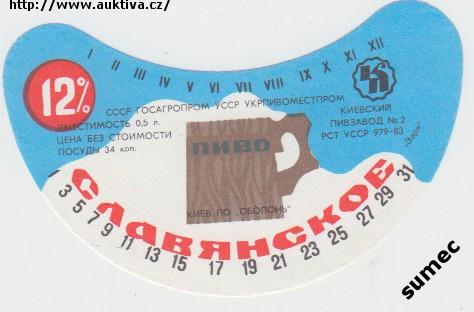 http://www.auktiva.cz/
I II III IV V VI VII VIII IX X XI XII
12%
СССР ГОСАГРОПРОМ УССР УКРПИВОМЕСТПРОМ
ВМЕСТИМОСТЬ 0,5 л.
ЦЕНА БЕЗ СТОИМОСТИ
ПОСУДЫ 34 коп.
КИЕВСКИЙ
ПИВЗАВОД № 2
РСТ УССР 979-83
„Заря"
ПИВО
КИЕВ ПО „ОБОЛОНЬ"
СЛАВЯНСКОЕ
3 5 7 9 11 13 15 17 19 21 23 25 27 29 31
sumec